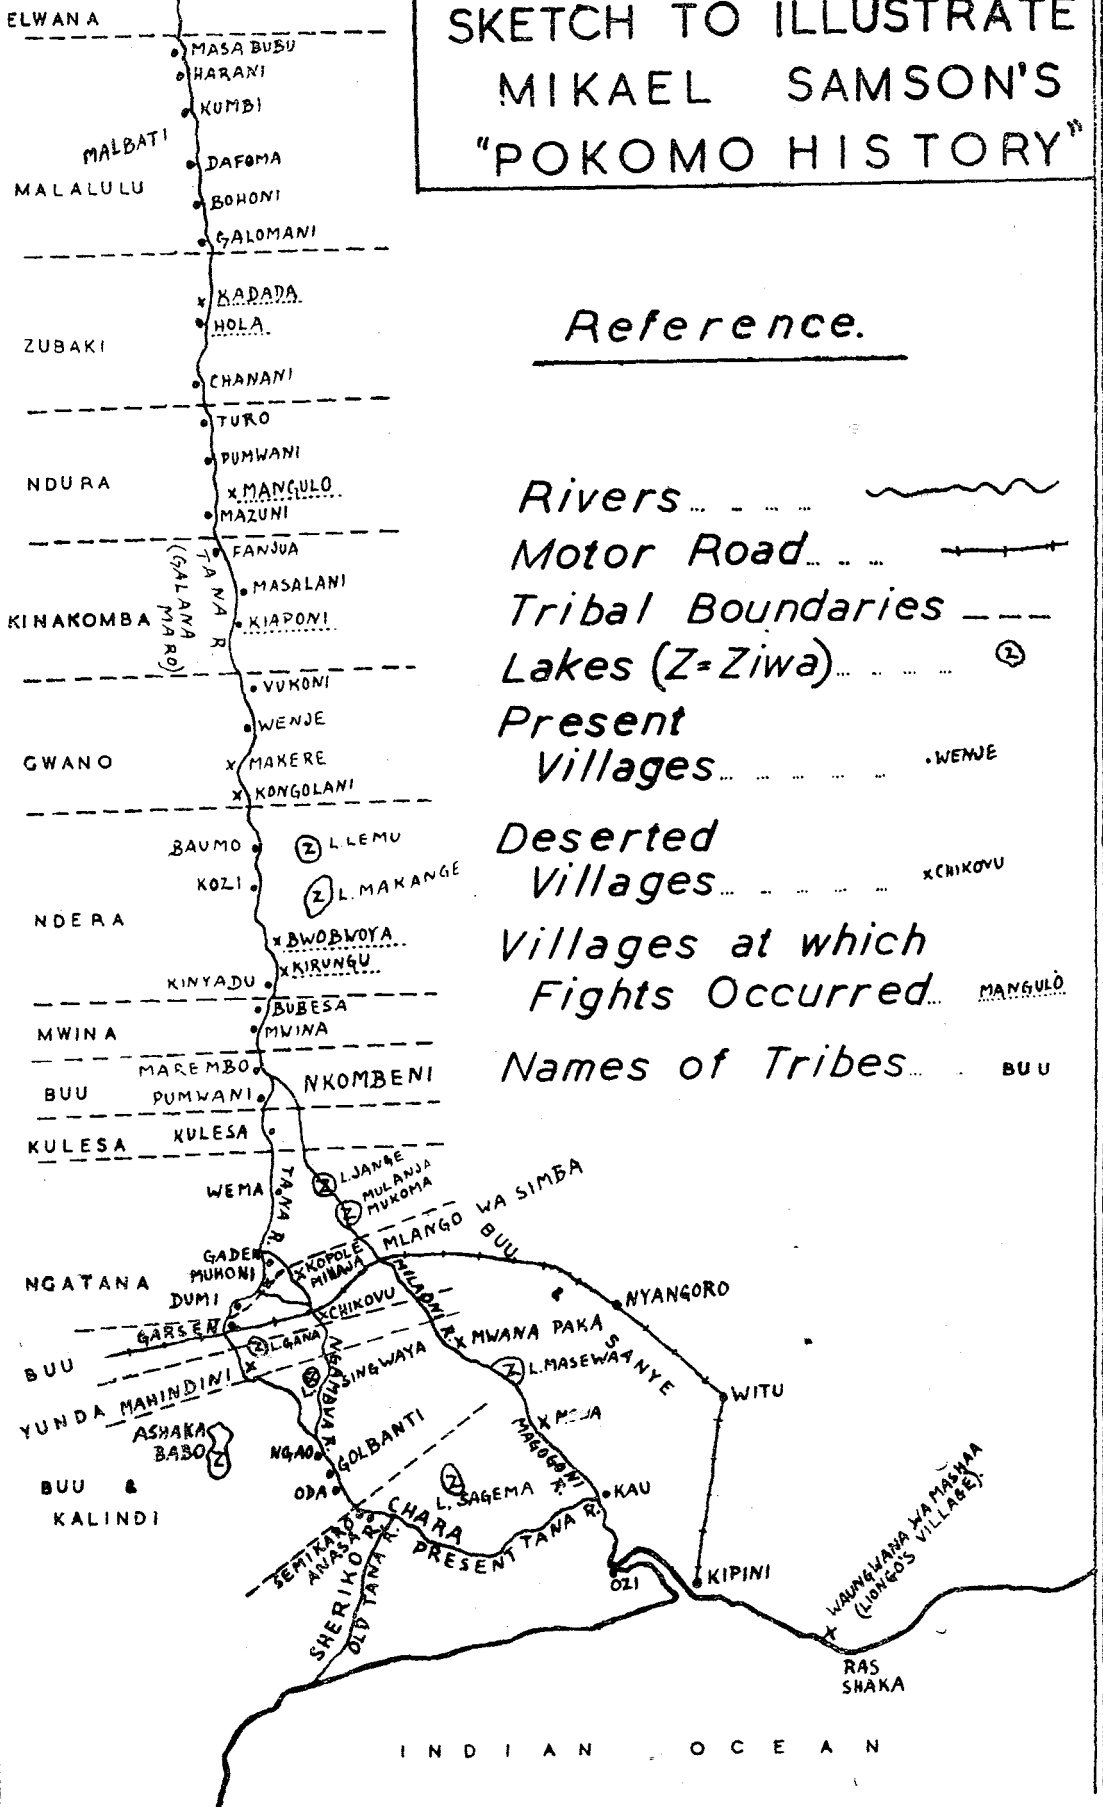 SKETCH TO ILLUSTRATE
MIKAEL SAMSON'S
"POKOMO HISTORY"
ELWANA
MASA BUBU
HARANI
KUMBI
MALBATI
DAFOMA
MALALULU
BOHONI
GALOMANI
KADADA
HOLA
ZUBAKI
CHANANI
TURO
PUMWANI
NDURA
MANGULO
MAZUNI
FANJUA
TANA R.
(GALANA
MARO)
MASALANI
KINAKOMBA
KIAPONI
VUKONI
WENJE
GWANO
MAKERE
KONGOLANI
BAUMO
L. LEMU
KOZI
L. MAKANGE
NDERA
BWOBWOYA
KIRUNGU
KINYADU
BUBESA
MWINA
MWINA
MAREMBO
NKOMBENI
BUU
PUMWANI
KULESA
KULESA
Reference.
Rivers
Motor Road
Tribal Boundaries
Lakes (Z=Ziwa)
Z
Present
Villages
WENJE
Deserted
Villages
CHIKOVU
Villages at which
Fights Occurred
MANGULO
Names of Tribes
BUU
L. JANGE
MULANJA
MUKOMA
WEMA
TANA R.
MLANGO WA SIMBA
BUU
GADE
MUHONI
KOPOLE
MINAJA
NGATANA
MILADNI R.
DUMI
CHIKOVU
NYANGORO
GARSEN
L. GANA
MWANA PAKA
SANYE
BUU
L. SINGWAYA
NGAMBVA R.
L. MASEWA
YUNDA
MAHINDINI
WITU
ASHAKA
BABO
MAGOGONI R.
NGAO
GOLBANTI
BUU &
KALINDI
ODA
L. SAGEMA
KAU
CHARA
PRESENT TANA R.
SEMIKARO
ANASA
SHERIKO R.
OLD TANA R.
OZI
KIPINI
WAUNGWANA WA MASHAA
(LIONGO'S VILLAGE).
RAS
SHAKA
INDIAN OCEAN